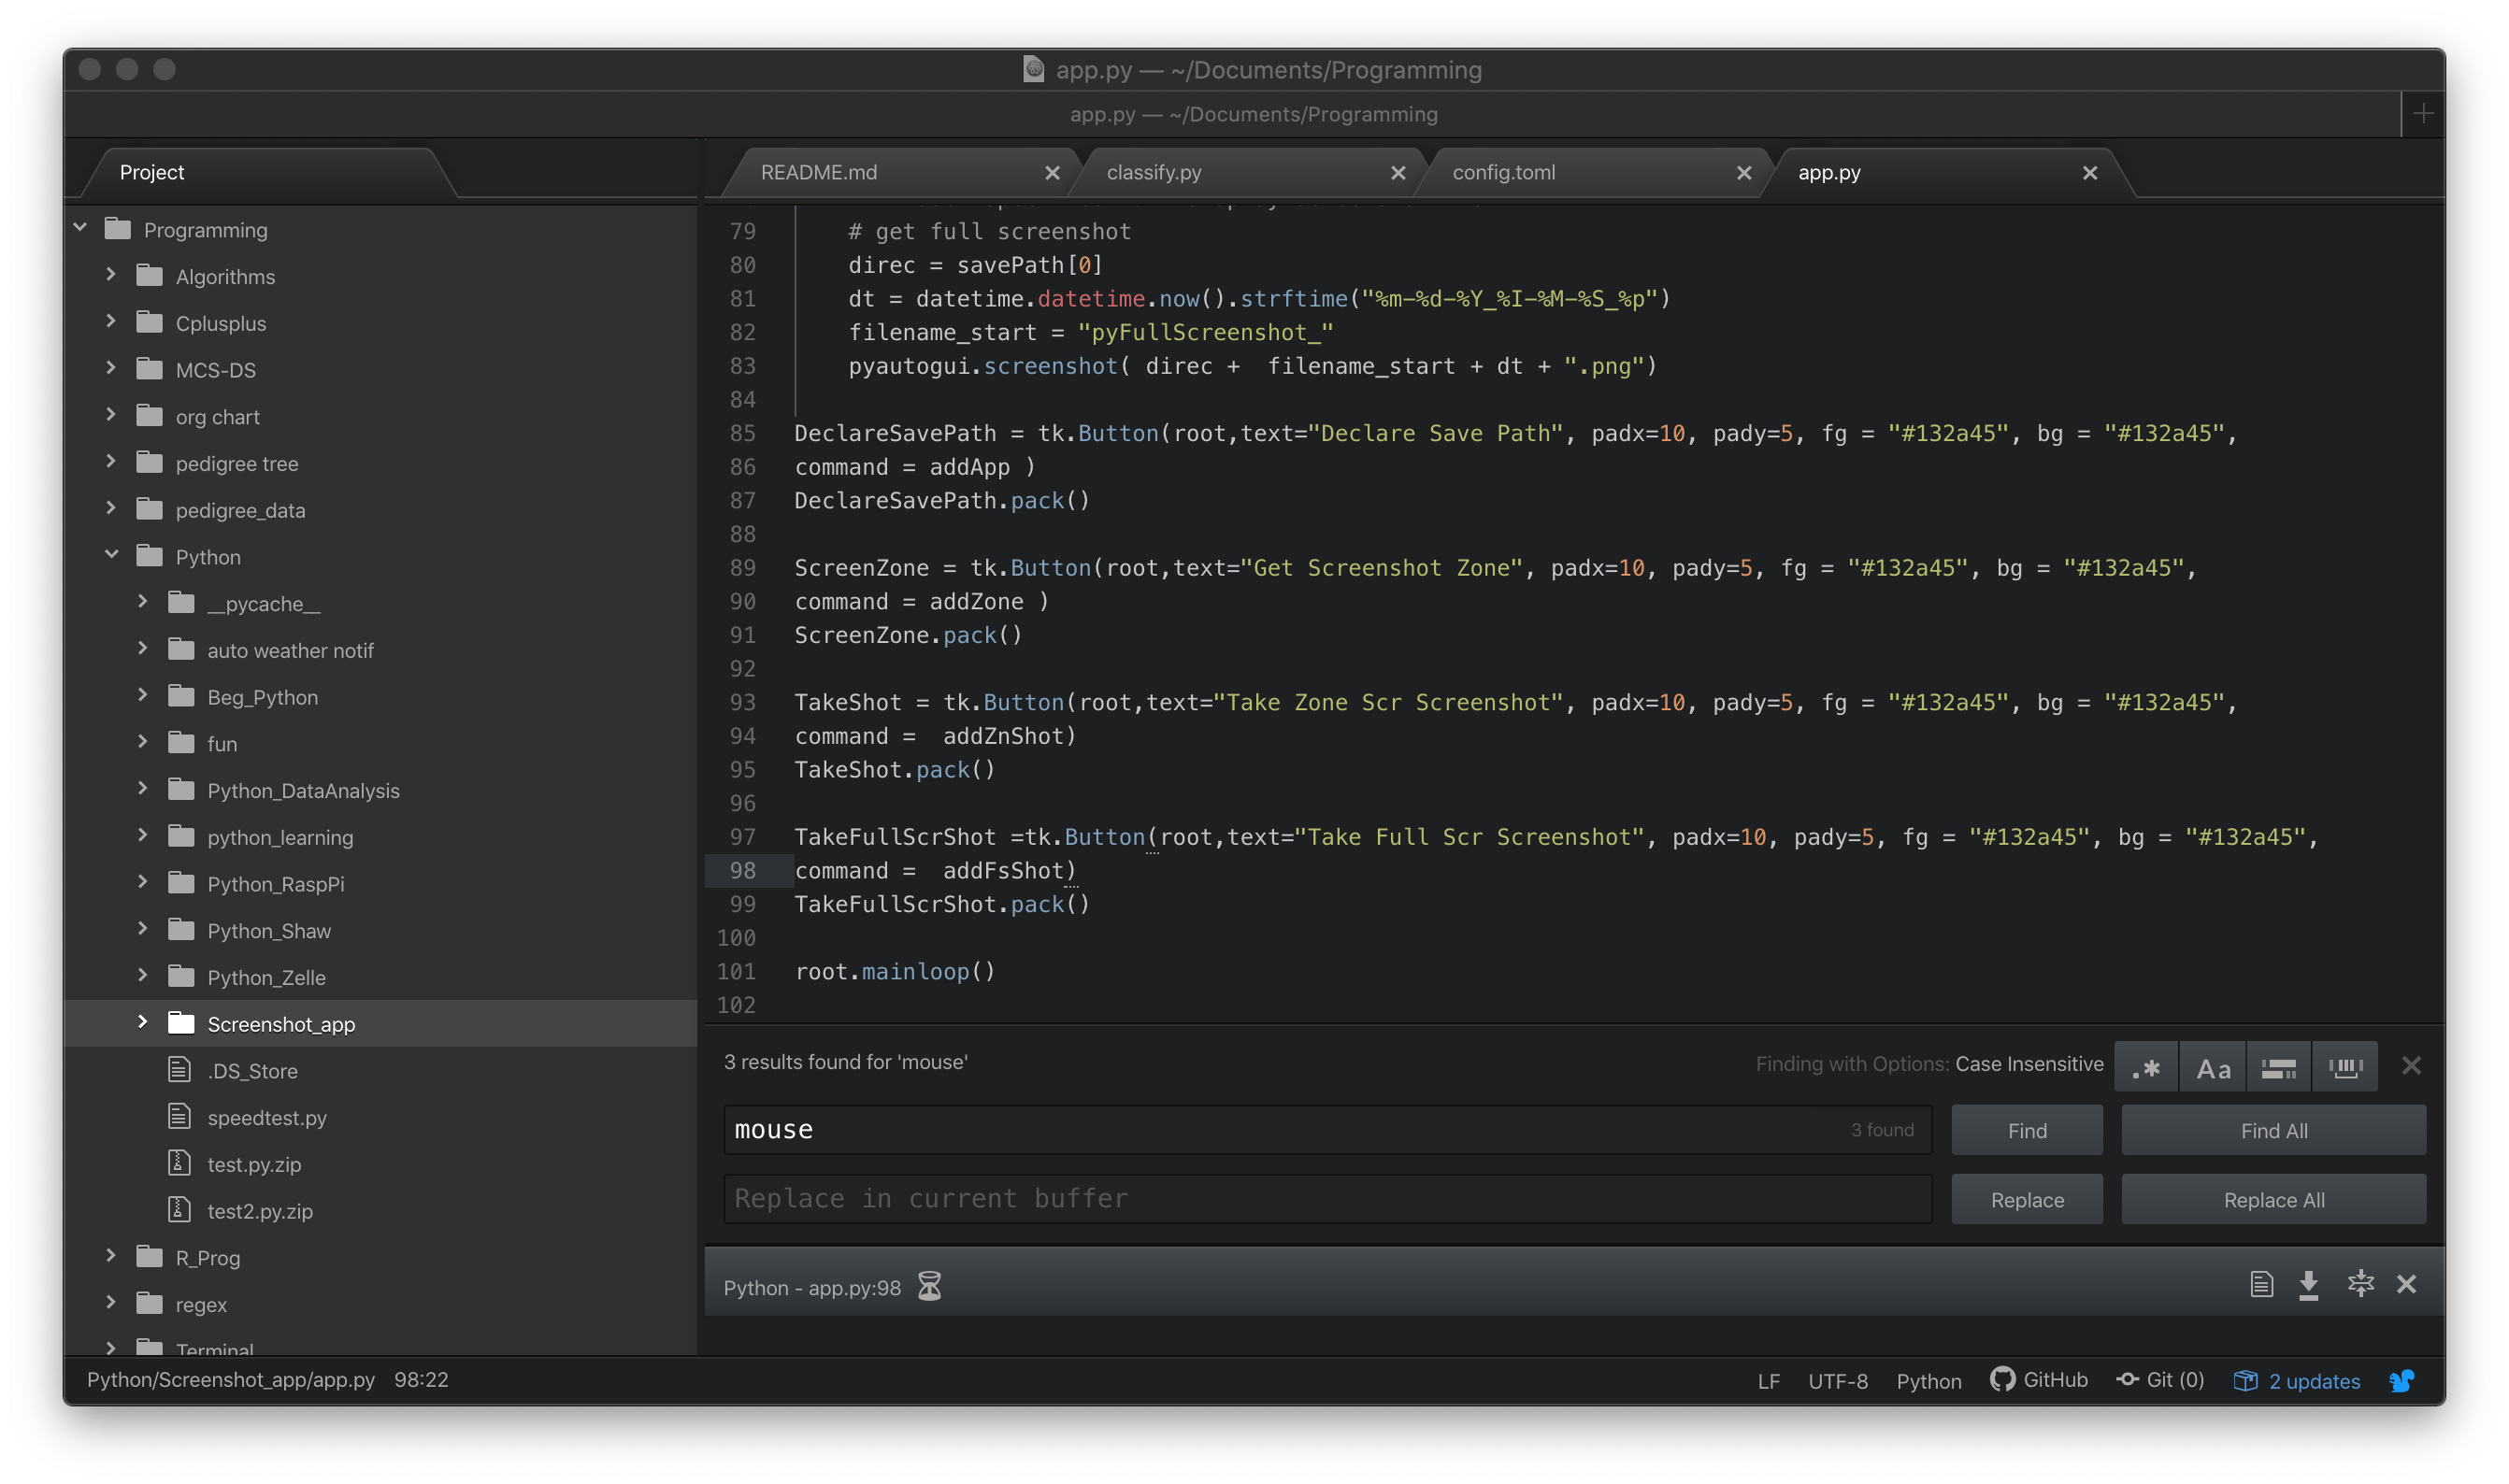 app.py — ~/Documents/Programming
app.py — ~/Documents/Programming
Project
README.md
classify.py
config.toml
app.py
Programming
Algorithms
Cplusplus
MCS-DS
org chart
pedigree tree
pedigree_data
Python
__pycache__
auto weather notif
Beg_Python
fun
Python_DataAnalysis
python_learning
Python_RaspPi
Python_Shaw
Python_Zelle
Screenshot_app
.DS_Store
speedtest.py
test.py.zip
test2.py.zip
R_Prog
regex
Terminal
79 # get full screenshot
80 direc = savePath[0]
81 dt = datetime.datetime.now().strftime("%m-%d-%Y_%I-%M-%S_%p")
82 filename_start = "pyFullScreenshot_"
83 pyautogui.screenshot( direc +  filename_start + dt + ".png")
84
85 DeclareSavePath = tk.Button(root,text="Declare Save Path", padx=10, pady=5, fg = "#132a45", bg = "#132a45",
86 command = addApp )
87 DeclareSavePath.pack()
88
89 ScreenZone = tk.Button(root,text="Get Screenshot Zone", padx=10, pady=5, fg = "#132a45", bg = "#132a45",
90 command = addZone )
91 ScreenZone.pack()
92
93 TakeShot = tk.Button(root,text="Take Zone Scr Screenshot", padx=10, pady=5, fg = "#132a45", bg = "#132a45",
94 command =  addZnShot)
95 TakeShot.pack()
96
97 TakeFullScrShot =tk.Button(root,text="Take Full Scr Screenshot", padx=10, pady=5, fg = "#132a45", bg = "#132a45",
98 command =  addFsShot)
99 TakeFullScrShot.pack()
100
101 root.mainloop()
102
3 results found for 'mouse'
Finding with Options: Case Insensitive
.* Aa
mouse
3 found
Find
Find All
Replace in current buffer
Replace
Replace All
Python - app.py:98
Python/Screenshot_app/app.py 98:22
LF UTF-8 Python GitHub Git (0) 2 updates